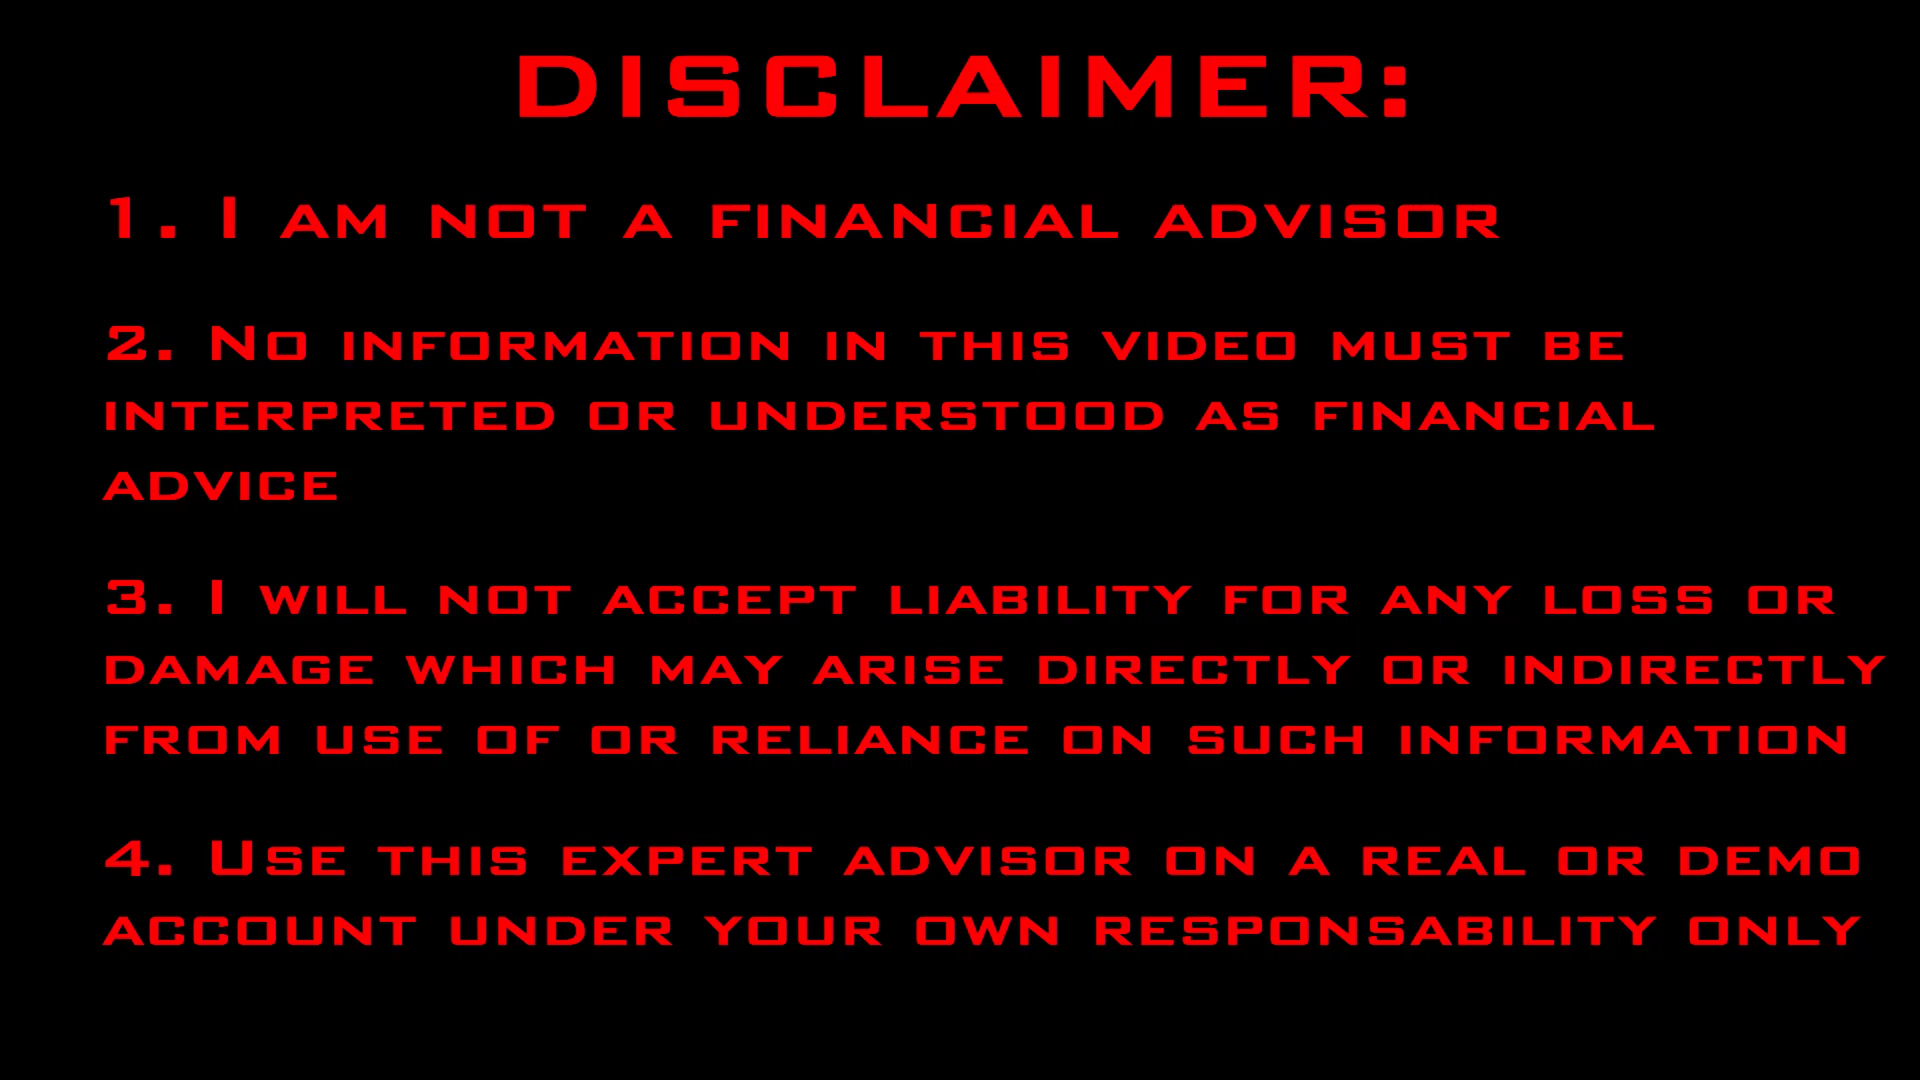 DISCLAIMER:
1. I AM NOT A FINANCIAL ADVISOR
2. NO INFORMATION IN THIS VIDEO MUST BE
INTERPRETED OR UNDERSTOOD AS FINANCIAL
ADVICE
3. I WILL NOT ACCEPT LIABILITY FOR ANY LOSS OR
DAMAGE WHICH MAY ARISE DIRECTLY OR INDIRECTLY
FROM USE OF OR RELIANCE ON SUCH INFORMATION
4. USE THIS EXPERT ADVISOR ON A REAL OR DEMO
ACCOUNT UNDER YOUR OWN RESPONSABILITY ONLY